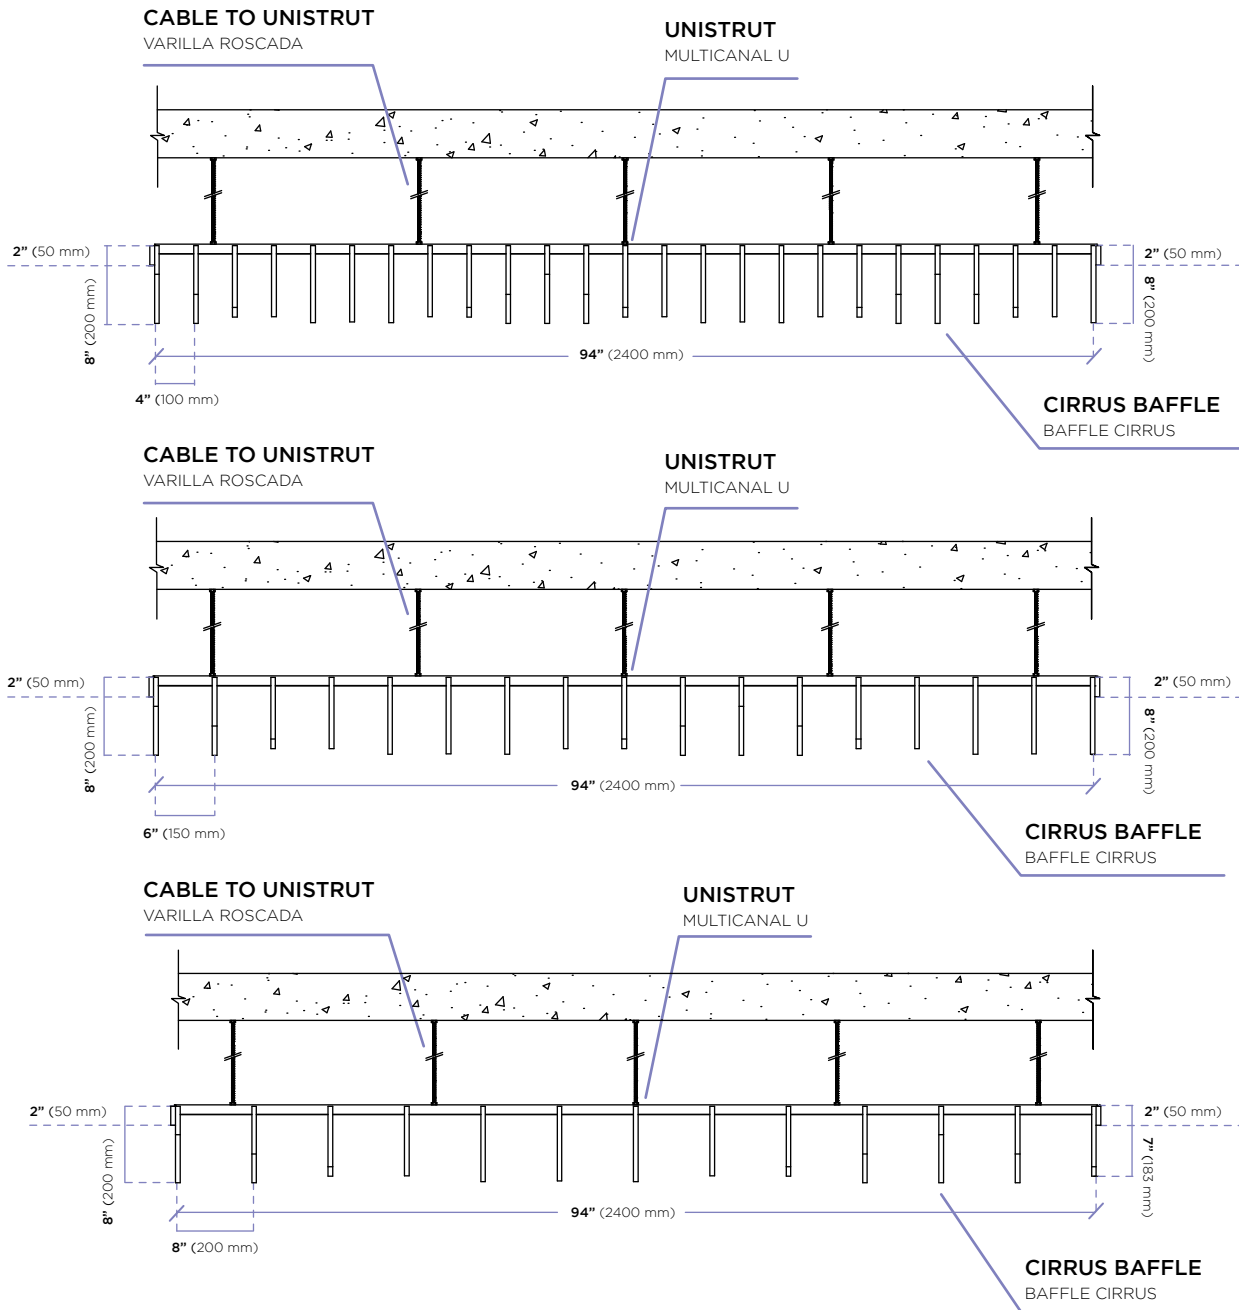 CABLE TO UNISTRUT
VARILLA ROSCADA
UNISTRUT
MULTICANAL U
2” (50 mm)
8” (200 mm)
2” (50 mm)
8” (200 mm)
94” (2400 mm)
4” (100 mm)
CIRRUS BAFFLE
BAFFLE CIRRUS
CABLE TO UNISTRUT
VARILLA ROSCADA
UNISTRUT
MULTICANAL U
2” (50 mm)
8” (200 mm)
2” (50 mm)
8” (200 mm)
94” (2400 mm)
6” (150 mm)
CIRRUS BAFFLE
BAFFLE CIRRUS
CABLE TO UNISTRUT
VARILLA ROSCADA
UNISTRUT
MULTICANAL U
2” (50 mm)
8” (200 mm)
2” (50 mm)
7” (183 mm)
94” (2400 mm)
8” (200 mm)
CIRRUS BAFFLE
BAFFLE CIRRUS